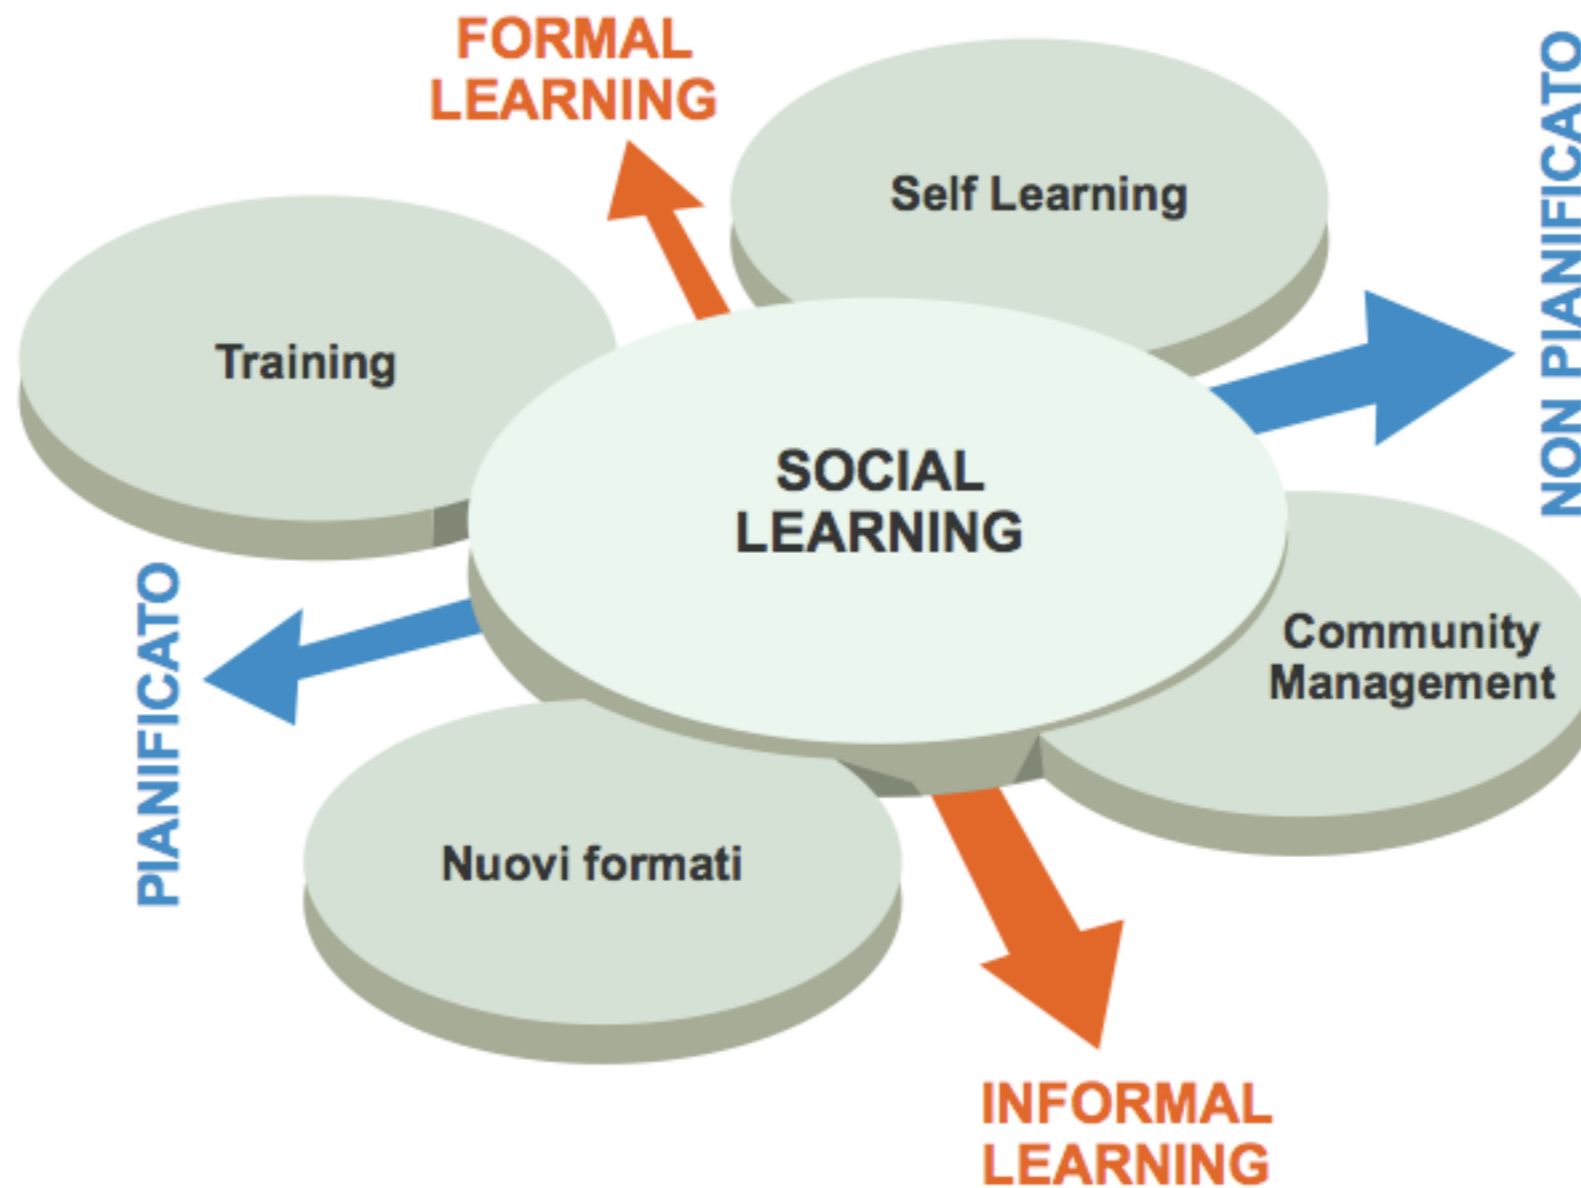 FORMAL
LEARNING
Self Learning
NON PIANIFICATO
Training
SOCIAL
LEARNING
PIANIFICATO
Community
Management
Nuovi formati
INFORMAL
LEARNING